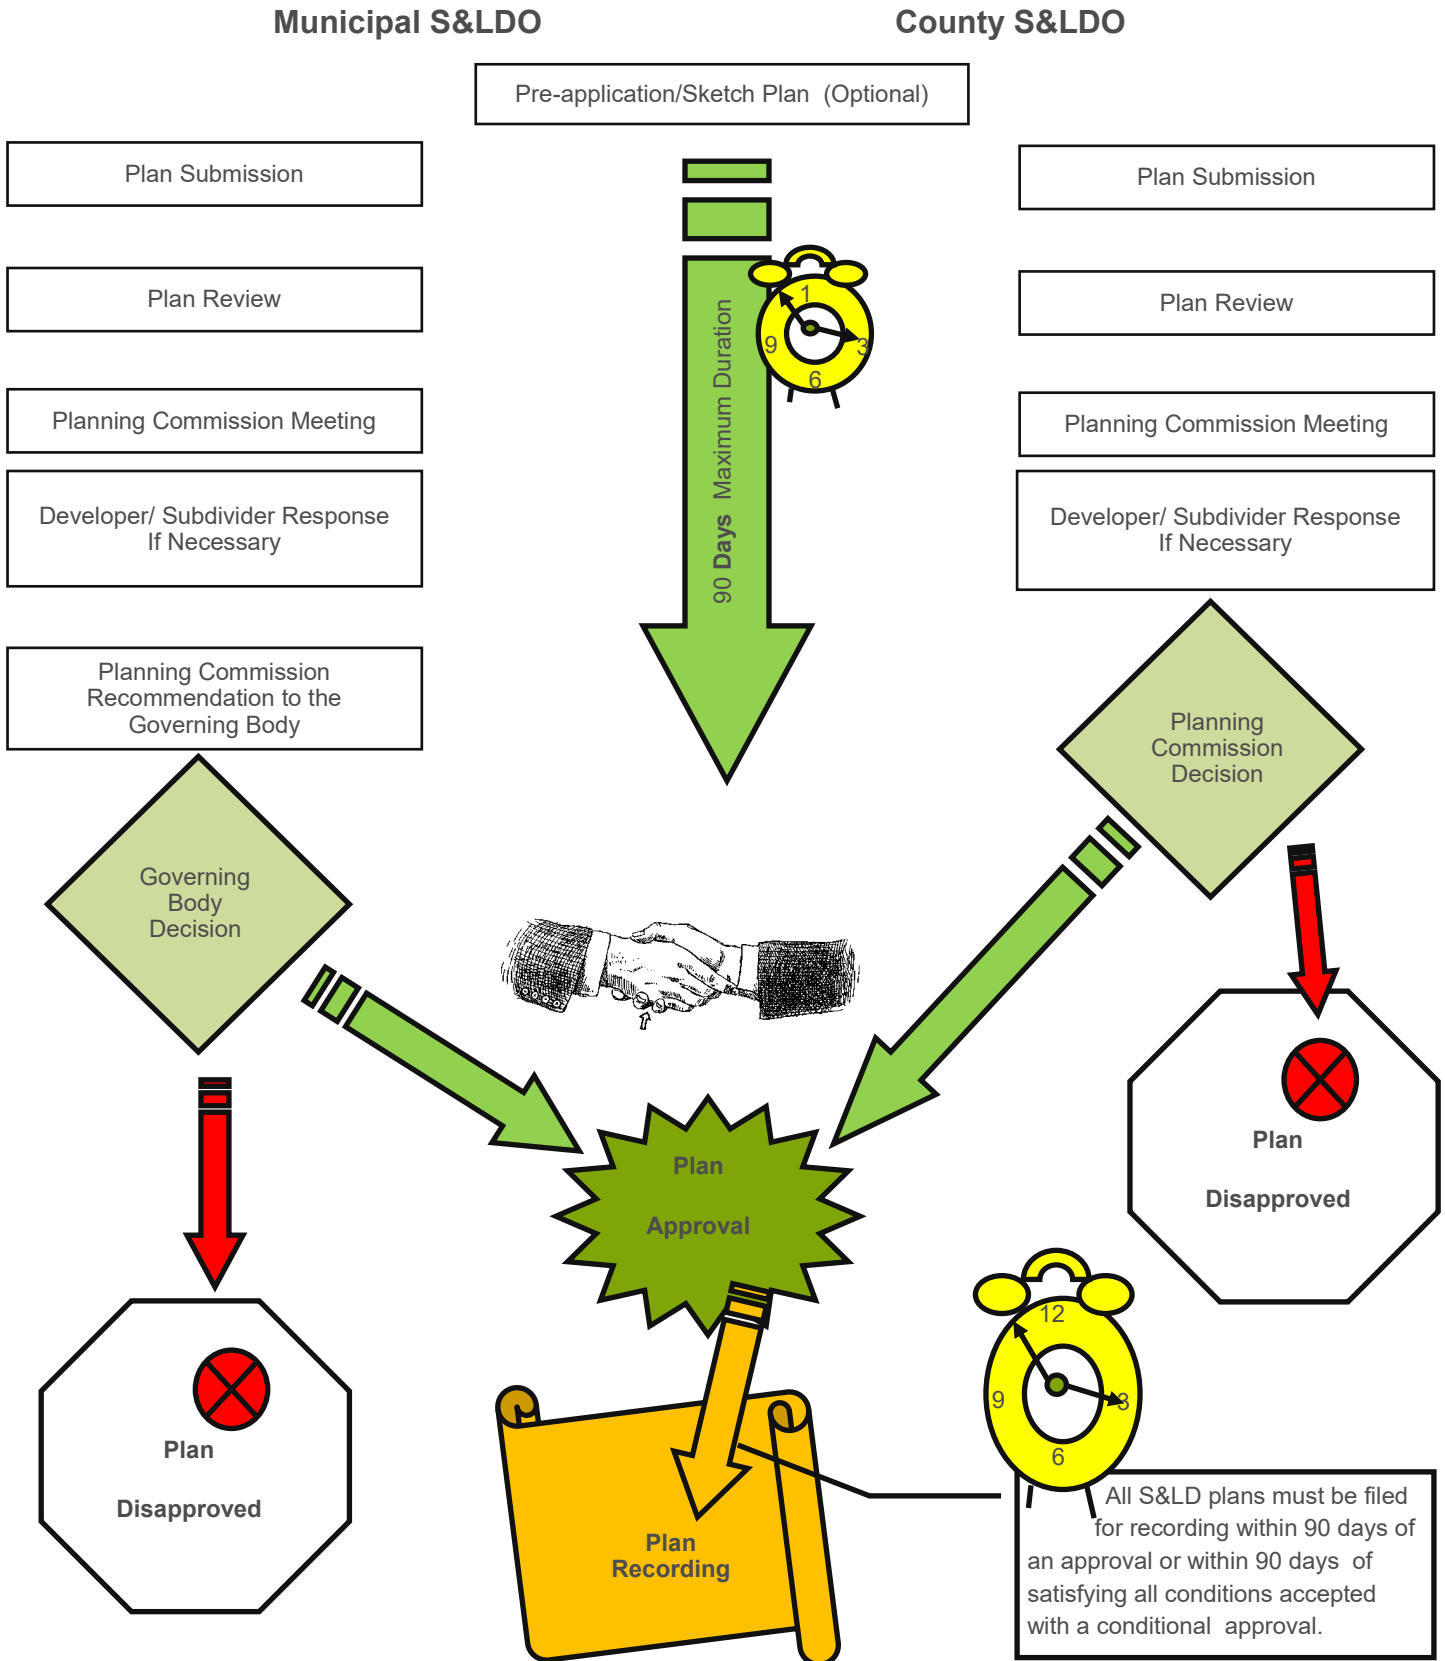 Municipal S&LDO
County S&LDO
Pre-application/Sketch Plan (Optional)
Plan Submission
Plan Review
Planning Commission Meeting
Developer/ Subdivider Response
If Necessary
Planning Commission
Recommendation to the
Governing Body
Governing
Body
Decision
Plan
Disapproved
90 Days Maximum Duration
1
3
6
9
Plan Submission
Plan Review
Planning Commission Meeting
Developer/ Subdivider Response
If Necessary
Planning
Commission
Decision
Plan
Disapproved
Plan
Approval
Plan
Recording
12
3
6
9
All S&LD plans must be filed
for recording within 90 days of
an approval or within 90 days of
satisfying all conditions accepted
with a conditional approval.